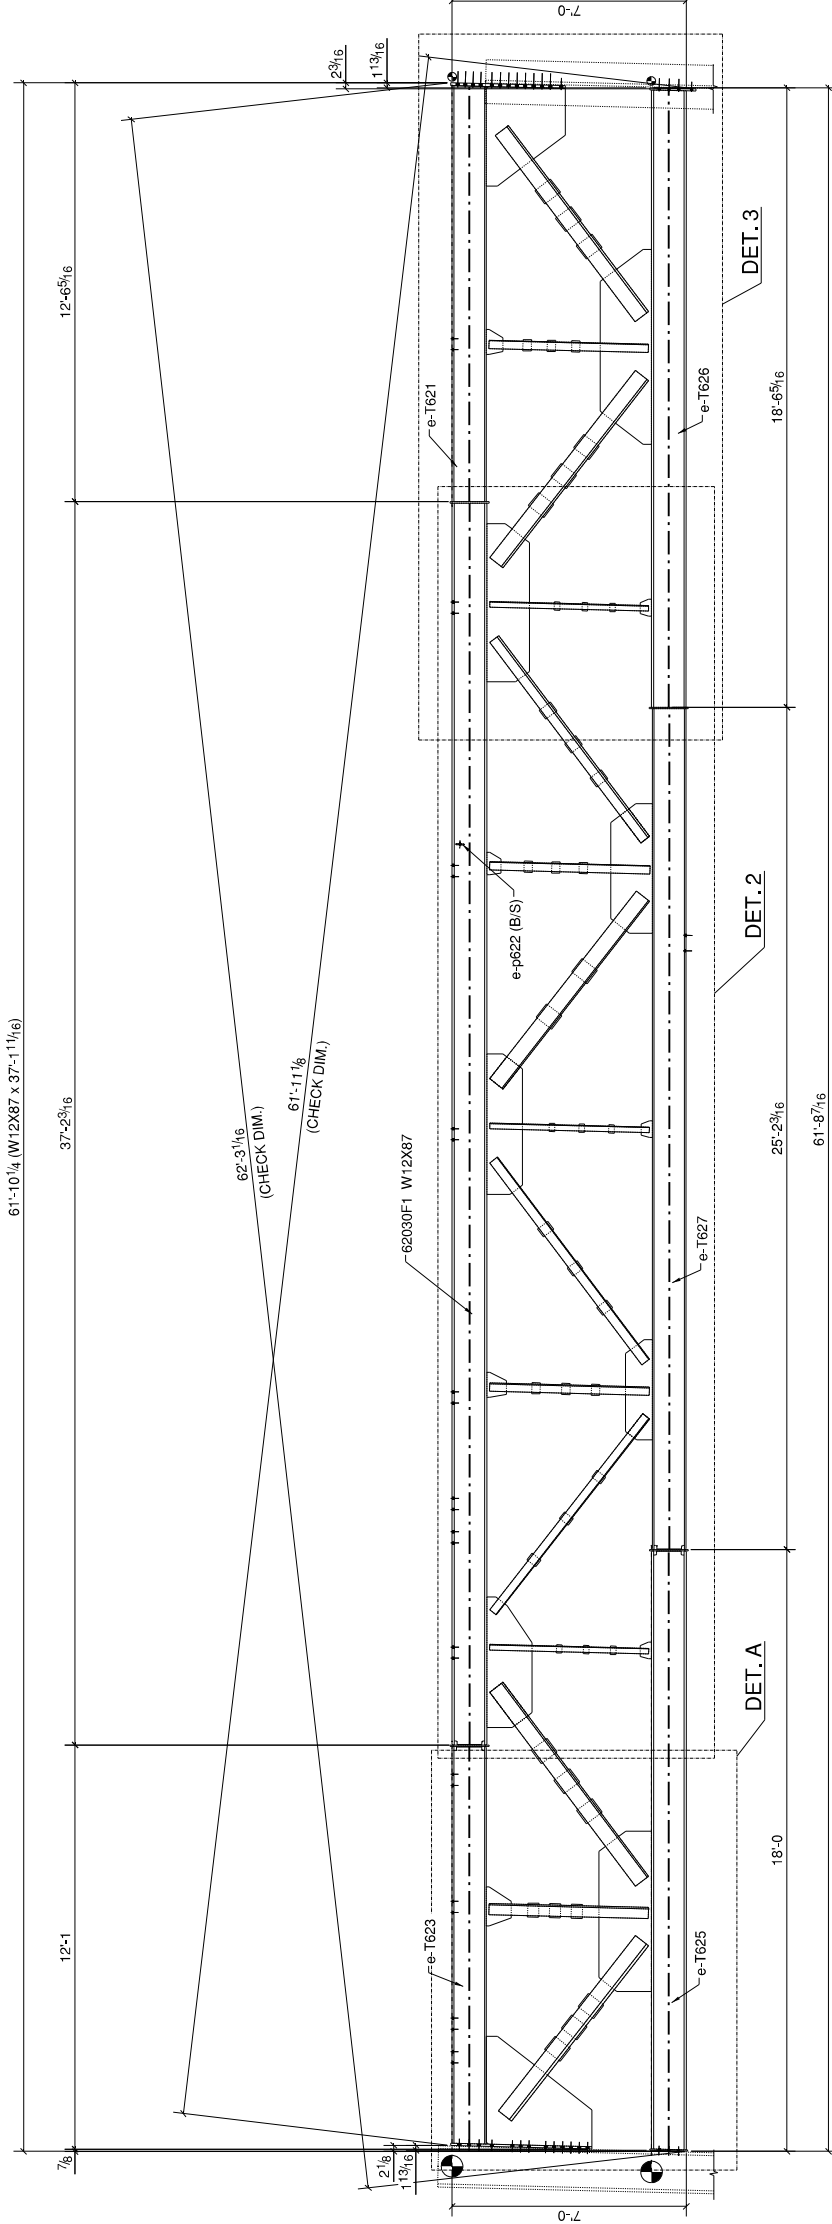 61'-10 1/4 (W12X87 x 37'-1 11/16)
7/8
12'-1
37'-2 3/16
12'-6 5/16
62'-3 1/16
(CHECK DIM.)
61'-11 1/8
(CHECK DIM.)
2 1/8
1 13/16
2 3/16
1 13/16
e-T623
62030F1 W12X87
e-T621
e-p622 (B/S)
7'-0
7'-0
e-T625
e-T627
e-T626
DET.A
DET.2
DET.3
18'-0
25'-2 3/16
18'-6 5/16
61'-8 7/16